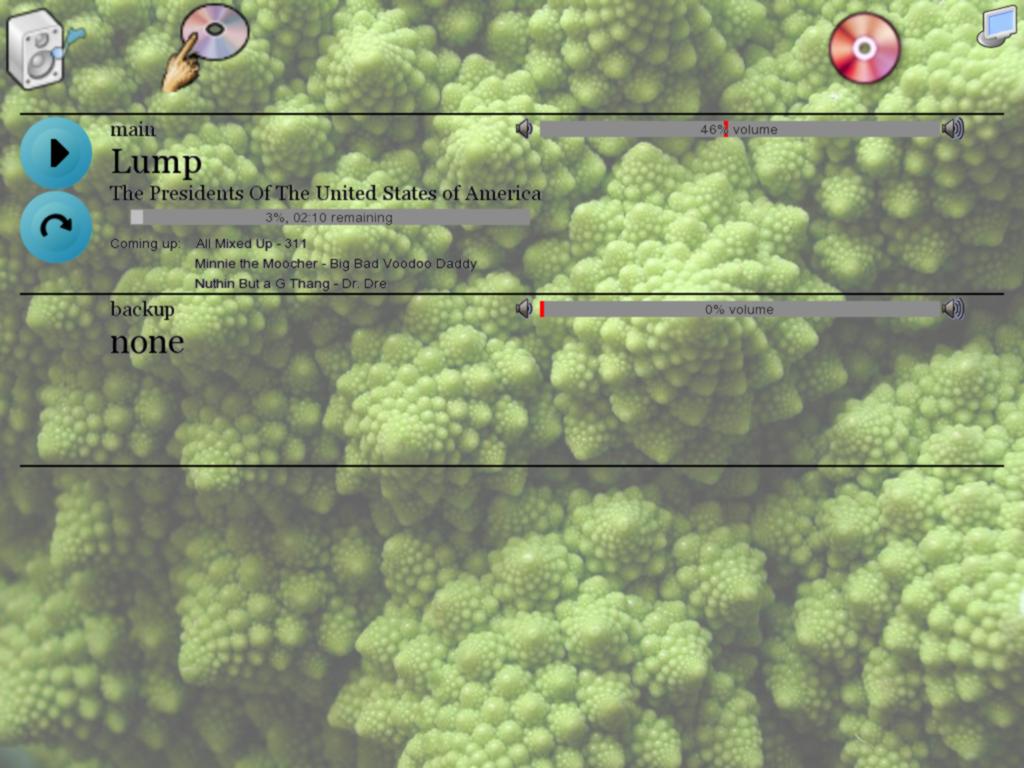 main
46% volume
Lump
The Presidents Of The United States of America
3%, 02:10 remaining
Coming up: All Mixed Up - 311
Minnie the Moocher - Big Bad Voodoo Daddy
Nuthin But a G Thang - Dr. Dre
backup
0% volume
none